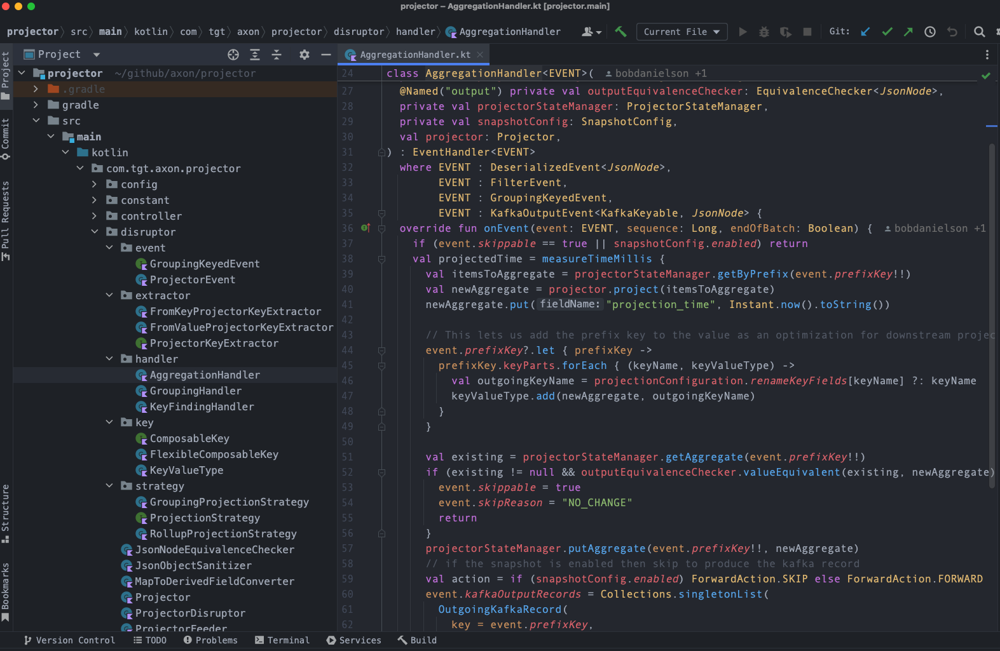 projector – AggregationHandler.kt [projector.main]
projector src main kotlin com tgt axon projector disruptor handler AggregationHandler Current File Git:
Project
Project AggregationHandler.kt
projector ~/github/axon/projector
.gradle
gradle
src
main
kotlin
com.tgt.axon.projector
config
constant
controller
disruptor
event
GroupingKeyedEvent
ProjectorEvent
extractor
FromKeyProjectorKeyExtractor
FromValueProjectorKeyExtractor
ProjectorKeyExtractor
handler
AggregationHandler
GroupingHandler
KeyFindingHandler
key
ComposableKey
FlexibleComposableKey
KeyValueType
strategy
GroupingProjectionStrategy
ProjectionStrategy
RollupProjectionStrategy
JsonNodeEquivalenceChecker
JsonObjectSanitizer
MapToDerivedFieldConverter
Projector
ProjectorDisruptor
ProjectorFeeder
Commit
Pull Requests
Structure
Bookmarks
24 class AggregationHandler<EVENT>( bobdanielson +1
27 @Named("output") private val outputEquivalenceChecker: EquivalenceChecker<JsonNode>,
28 private val projectorStateManager: ProjectorStateManager,
29 private val snapshotConfig: SnapshotConfig,
30 val projector: Projector,
31 ) : EventHandler<EVENT>
32 where EVENT : DeserializedEvent<JsonNode>,
33 EVENT : FilterEvent,
34 EVENT : GroupingKeyedEvent,
35 EVENT : KafkaOutputEvent<KafkaKeyable, JsonNode> {
36 override fun onEvent(event: EVENT, sequence: Long, endOfBatch: Boolean) { bobdanielson +1
37 if (event.skippable == true || snapshotConfig.enabled) return
38 val projectedTime = measureTimeMillis {
39 val itemsToAggregate = projectorStateManager.getByPrefix(event.prefixKey!!)
40 val newAggregate = projector.project(itemsToAggregate)
41 newAggregate.put( fieldName: "projection_time", Instant.now().toString())
42
43 // This lets us add the prefix key to the value as an optimization for downstream projec
44 event.prefixKey?.let { prefixKey ->
45 prefixKey.keyParts.forEach { (keyName, keyValueType) ->
46 val outgoingKeyName = projectionConfiguration.renameKeyFields[keyName] ?: keyName
47 keyValueType.add(newAggregate, outgoingKeyName)
48 }
49 }
50
51 val existing = projectorStateManager.getAggregate(event.prefixKey!!)
52 if (existing != null && outputEquivalenceChecker.valueEquivalent(existing, newAggregate)
53 event.skippable = true
54 event.skipReason = "NO_CHANGE"
55 return
56 }
57 projectorStateManager.putAggregate(event.prefixKey!!, newAggregate)
58 // if the snapshot is enabled then skip to produce the kafka record
59 val action = if (snapshotConfig.enabled) ForwardAction.SKIP else ForwardAction.FORWARD
60 event.kafkaOutputRecords = Collections.singletonList(
61 OutgoingKafkaRecord(
62 key = event.prefixKey,
Version Control TODO Problems Terminal Services Build